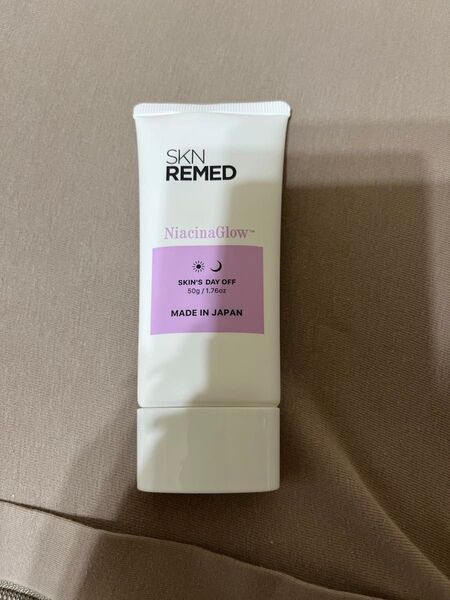 SKN
REMED
NiacinaGlow™
SKIN'S DAY OFF
50g / 1.76oz
MADE IN JAPAN